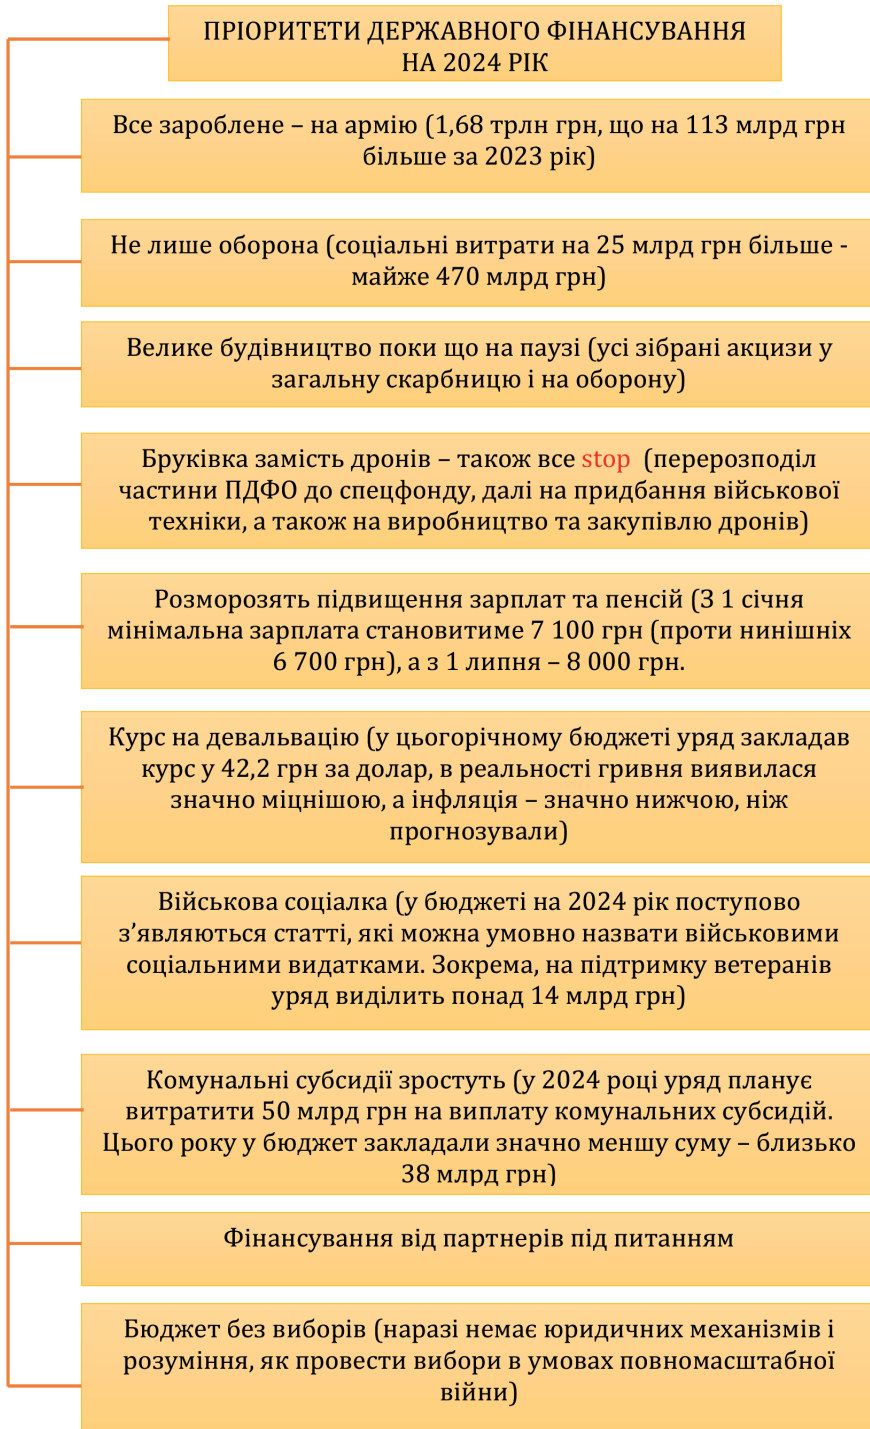 ПРІОРИТЕТИ ДЕРЖАВНОГО ФІНАНСУВАННЯ
НА 2024 РІК
Все зароблене – на армію (1,68 трлн грн, що на 113 млрд грн
більше за 2023 рік)
Не лише оборона (соціальні витрати на 25 млрд грн більше -
майже 470 млрд грн)
Велике будівництво поки що на паузі (усі зібрані акцизи у
загальну скарбницю і на оборону)
Бруківка замість дронів – також все stop (перерозподіл
частини ПДФО до спецфонду, далі на придбання військової
техніки, а також на виробництво та закупівлю дронів)
Розморозять підвищення зарплат та пенсій (З 1 січня
мінімальна зарплата становитиме 7 100 грн (проти нинішніх
6 700 грн), а з 1 липня – 8 000 грн.
Курс на девальвацію (у цьогорічному бюджеті уряд закладав
курс у 42,2 грн за долар, в реальності гривня виявилася
значно міцнішою, а інфляція – значно нижчою, ніж
прогнозували)
Військова соціалка (у бюджеті на 2024 рік поступово
з’являються статті, які можна умовно назвати військовими
соціальними видатками. Зокрема, на підтримку ветеранів
уряд виділить понад 14 млрд грн)
Комунальні субсидії зростуть (у 2024 році уряд планує
витратити 50 млрд грн на виплату комунальних субсидій.
Цього року у бюджет закладали значно меншу суму – близько
38 млрд грн)
Фінансування від партнерів під питанням
Бюджет без виборів (наразі немає юридичних механізмів і
розуміння, як провести вибори в умовах повномасштабної
війни)